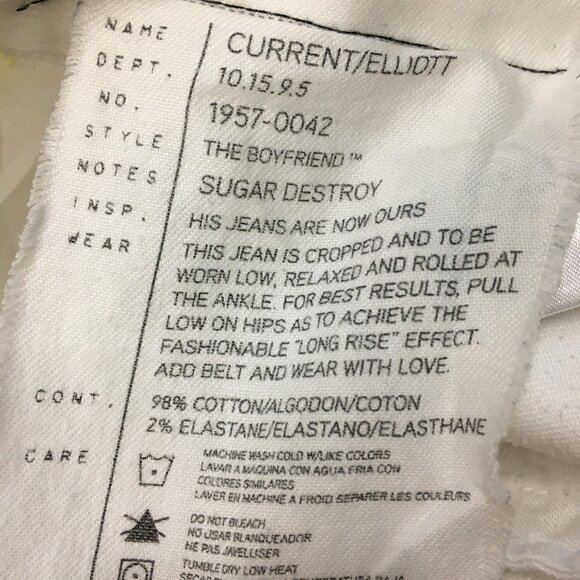 NAME CURRENT/ELLIOTT
DEPT. 10.15.9.5
NO. 1957-0042
STYLE THE BOYFRIEND™
NOTES SUGAR DESTROY
INSP. HIS JEANS ARE NOW OURS
WEAR THIS JEAN IS CROPPED AND TO BE
WORN LOW, RELAXED AND ROLLED AT
THE ANKLE. FOR BEST RESULTS, PULL
LOW ON HIPS AS TO ACHIEVE THE
FASHIONABLE "LONG RISE" EFFECT.
ADD BELT AND WEAR WITH LOVE.
CONT. 98% COTTON/ALGODON/COTON
2% ELASTANE/ELASTANO/ELASTHANE
CARE MACHINE WASH COLD W/LIKE COLORS
LAVAR A MAQUINA CON AGUA FRIA CON
COLORES SIMILARES
LAVER EN MACHINE A FROID SEPARER LES COULEURS
DO NOT BLEACH
NO USAR BLANQUEADOR
NE PAS JAVELLISER
TUMBLE DRY LOW HEAT